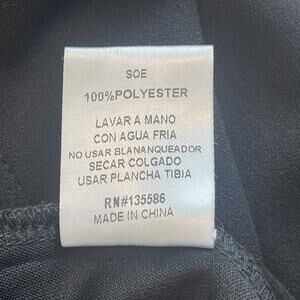 SOE
100%POLYESTER
LAVAR A MANO
CON AGUA FRIA
NO USAR BLANANQUEADOR
SECAR COLGADO
USAR PLANCHA TIBIA
RN#135586
MADE IN CHINA